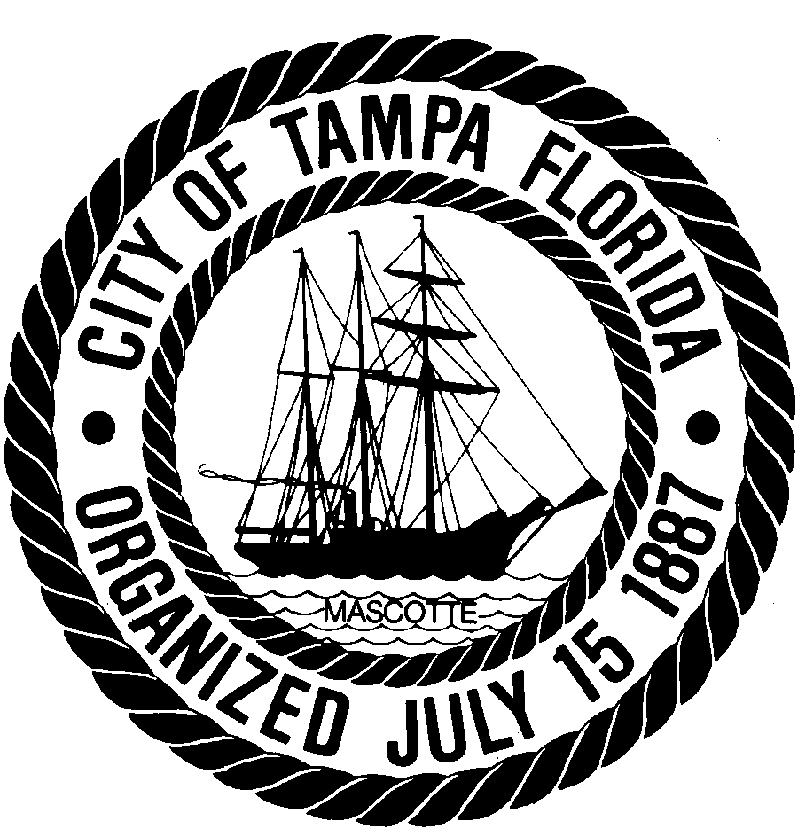 CITY OF TAMPA FLORIDA
MASCOTTE
ORGANIZED JULY 15 1887